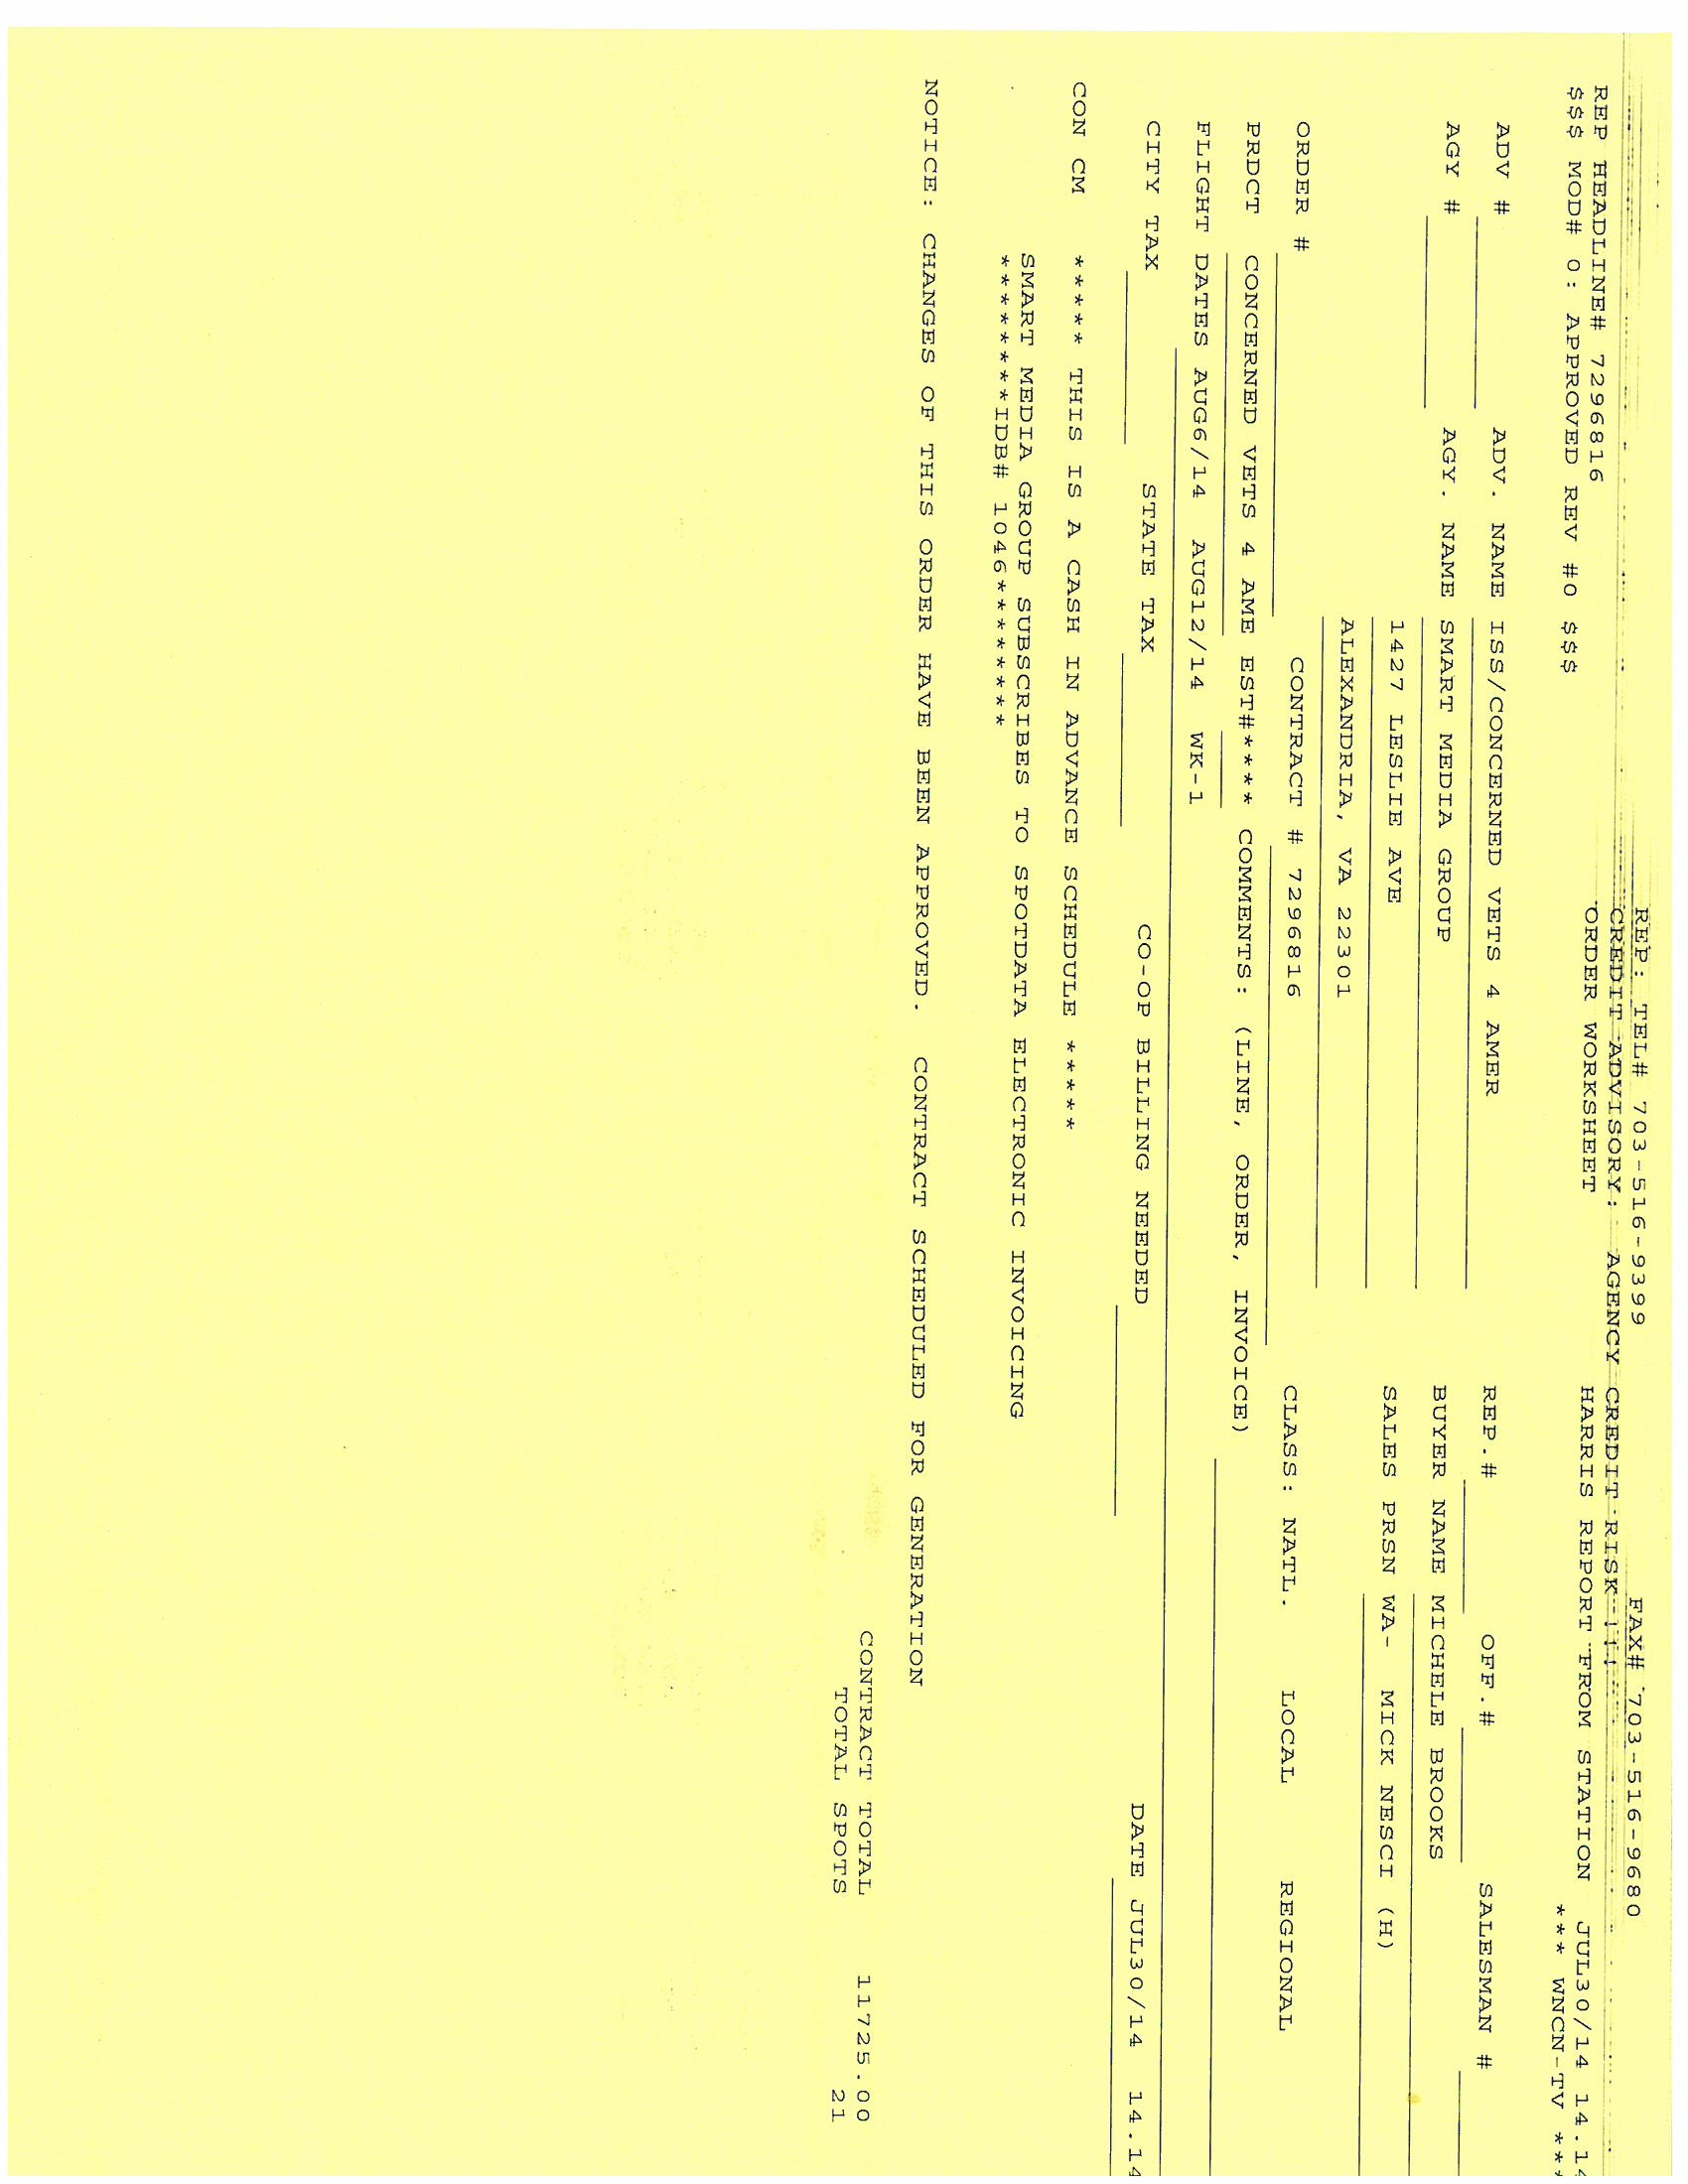 REP: TEL# 703-516-9399 FAX# 703-516-9680
CREDIT ADVISORY: AGENCY CREDIT RISK !!!
REP HEADLINE# 7296816 ORDER WORKSHEET HARRIS REPORT FROM STATION JUL30/14 14.14
$$$ MOD# 0: APPROVED REV #0 $$$ *** WNCN-TV ***
ADV # ADV. NAME ISS/CONCERNED VETS 4 AMER REP.# OFF.# SALESMAN #
AGY # AGY. NAME SMART MEDIA GROUP BUYER NAME MICHELE BROOKS
1427 LESLIE AVE SALES PRSN WA- MICK NESCI (H)
ALEXANDRIA, VA 22301
ORDER # CONTRACT # 7296816 CLASS: NATL. LOCAL REGIONAL
PRDCT CONCERNED VETS 4 AME EST#**** COMMENTS: (LINE, ORDER, INVOICE)
FLIGHT DATES AUG6/14 AUG12/14 WK-1
CITY TAX STATE TAX CO-OP BILLING NEEDED DATE JUL30/14 14.14
CON CM ***** THIS IS A CASH IN ADVANCE SCHEDULE *****
SMART MEDIA GROUP SUBSCRIBES TO SPOTDATA ELECTRONIC INVOICING
********IDB# 1046********
NOTICE: CHANGES OF THIS ORDER HAVE BEEN APPROVED. CONTRACT SCHEDULED FOR GENERATION
CONTRACT TOTAL 11725.00
TOTAL SPOTS 21